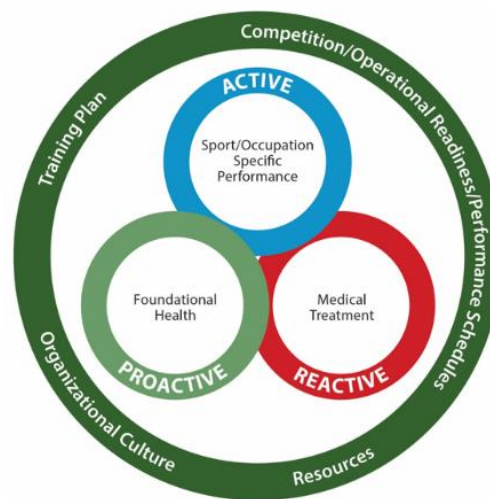 Training Plan
Competition/Operational Readiness/Performance Schedules
ACTIVE
Sport/Occupation
Specific
Performance
Foundational
Health
PROACTIVE
Medical
Treatment
REACTIVE
Organizational Culture
Resources